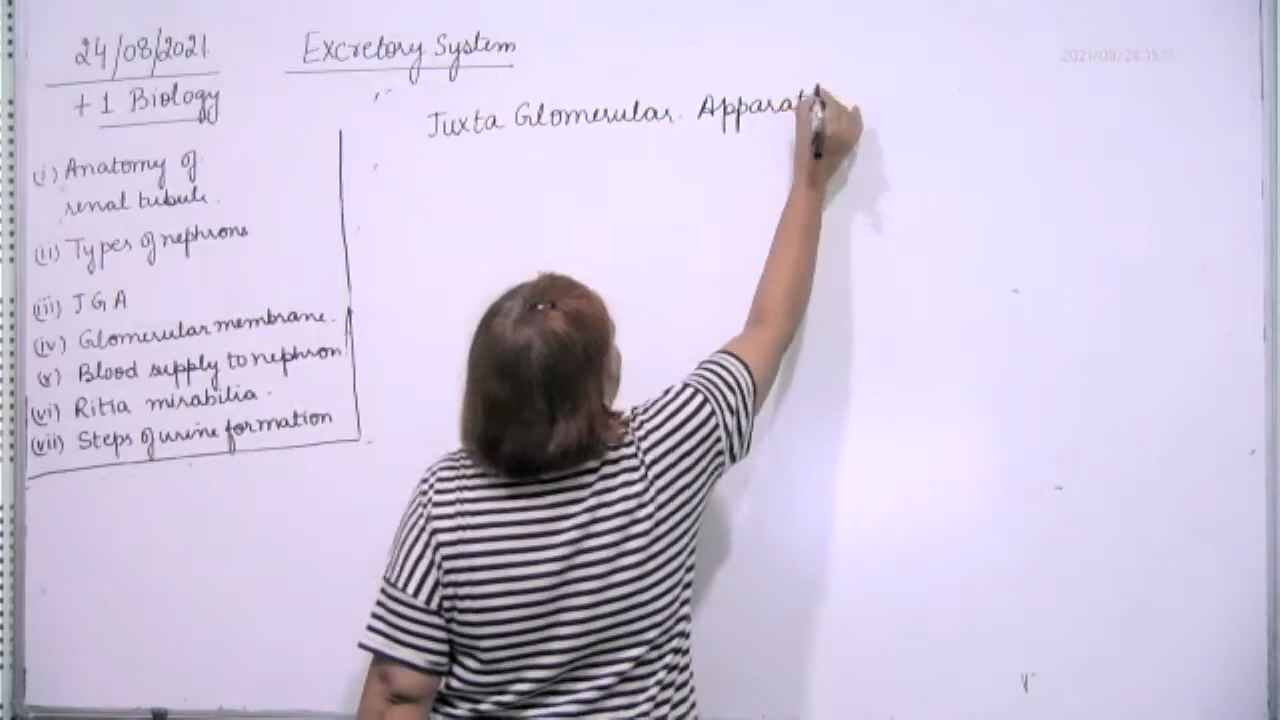 24/08/2021
+1 Biology
Excretory System
(i) Anatomy of
renal tubule.
(ii) Types of nephrons
(iii) JGA
(iv) Glomerular membrane.
(v) Blood supply to nephron
(vi) Ritia mirabilia.
(vii) Steps of urine formation
Juxta Glomerular. Apparat